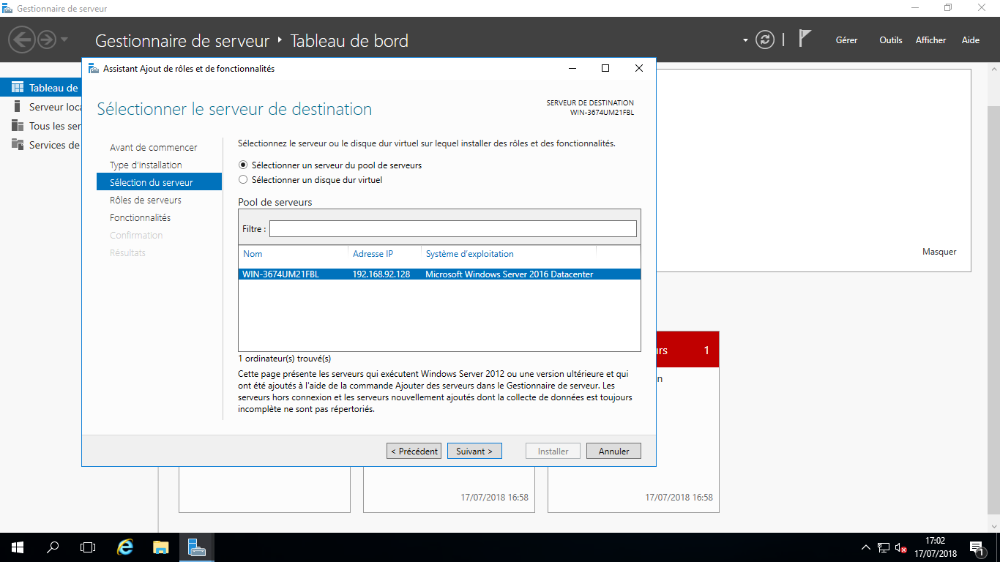 Gestionnaire de serveur
Gestionnaire de serveur ‣ Tableau de bord
Gérer Outils Afficher Aide
Tableau de
Serveur loca
Tous les ser
Services de
Assistant Ajout de rôles et de fonctionnalités
Sélectionner le serveur de destination
SERVEUR DE DESTINATION
WIN-3674UM21FBL
Avant de commencer
Type d'installation
Sélection du serveur
Rôles de serveurs
Fonctionnalités
Confirmation
Résultats
Sélectionnez le serveur ou le disque dur virtuel sur lequel installer des rôles et des fonctionnalités.
Sélectionner un serveur du pool de serveurs
Sélectionner un disque dur virtuel
Pool de serveurs
Filtre :
Nom Adresse IP Système d'exploitation
WIN-3674UM21FBL 192.168.92.128 Microsoft Windows Server 2016 Datacenter
1 ordinateur(s) trouvé(s)
Cette page présente les serveurs qui exécutent Windows Server 2012 ou une version ultérieure et qui
ont été ajoutés à l'aide de la commande Ajouter des serveurs dans le Gestionnaire de serveur. Les
serveurs hors connexion et les serveurs nouvellement ajoutés dont la collecte de données est toujours
incomplète ne sont pas répertoriés.
< Précédent Suivant > Installer Annuler
Masquer
rs 1
n
17/07/2018 16:58 17/07/2018 16:58
17:02
17/07/2018
1